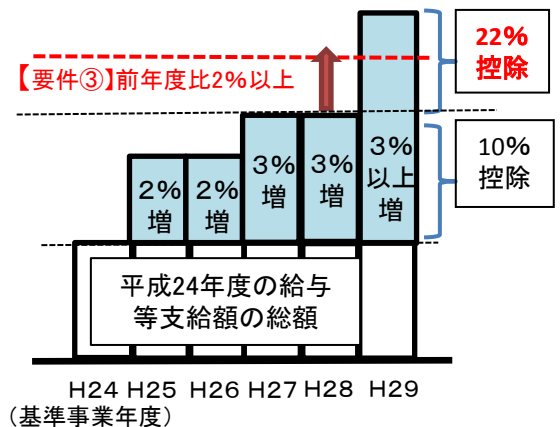 22%
控除
【要件③】前年度比2%以上
10%
控除
2%
増
2%
増
3%
増
3%
増
3%
以上
増
平成24年度の給与
等支給額の総額
H24 H25 H26 H27 H28 H29
(基準事業年度)